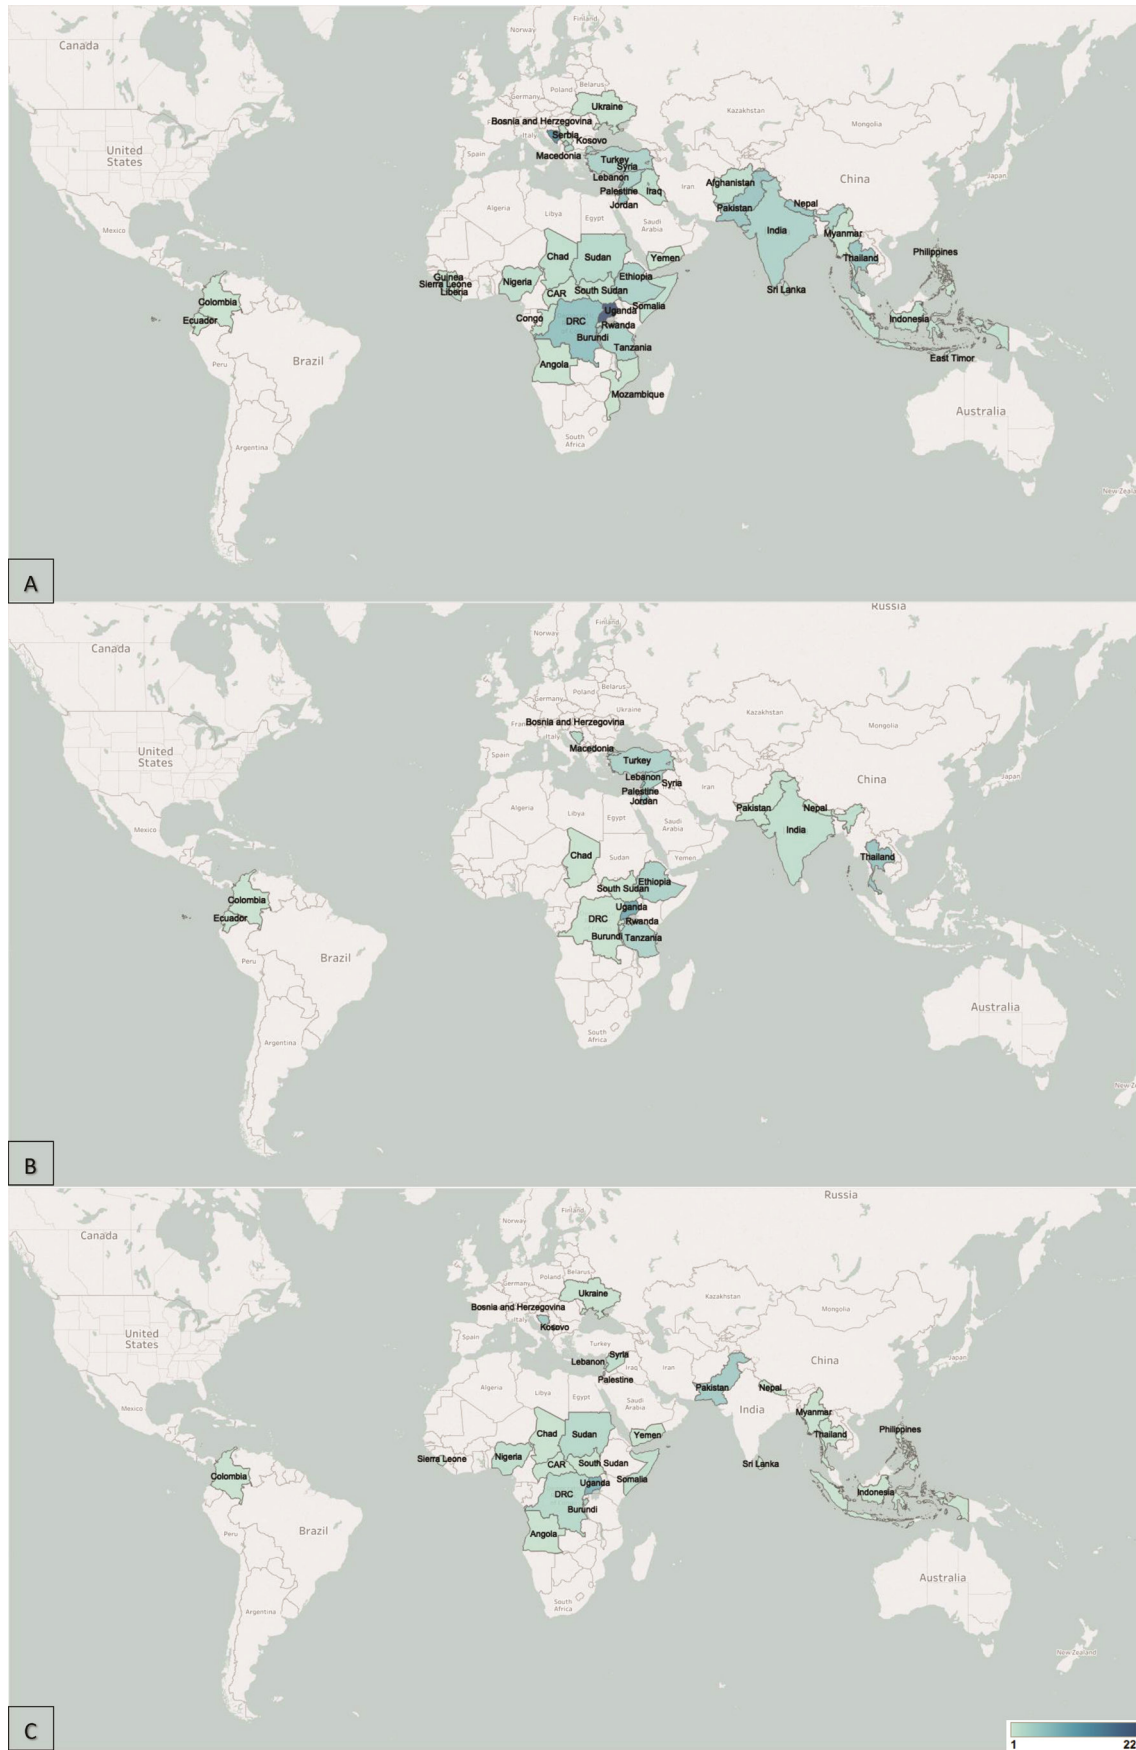 Canada
Norway
Finland
Belarus
Poland
Germany
Ukraine
Kazakhstan
Mongolia
Bosnia and Herzegovina
Italy
Serbia
Kosovo
Macedonia
Spain
United
States
Turkey
Syria
Lebanon
Palestine
Iraq
Iran
Jordan
Afghanistan
China
Japan
Pakistan
Nepal
Algeria
Libya
Egypt
Saudi
Arabia
Mexico
India
Myanmar
Thailand
Philippines
Chad
Sudan
Yemen
Guinea
Sierra Leone
Liberia
Nigeria
Ethiopia
CAR
South Sudan
Sri Lanka
Colombia
Ecuador
Congo
DRC
Uganda
Somalia
Rwanda
Burundi
Tanzania
Indonesia
East Timor
Brazil
Peru
Angola
Mozambique
Australia
Argentina
South
Africa
New Zeala
A
Russia
Canada
Norway
Finland
Belarus
Poland
Germany
Ukraine
Kazakhstan
Mongolia
Fran
Bosnia and Herzegovina
Italy
Macedonia
Spain
United
States
Turkey
Lebanon
Syria
Palestine
Jordan
Iran
China
Japan
Pakistan
Nepal
Algeria
Libya
Egypt
Saudi
Arabia
Mexico
India
Chad
Sudan
Yemen
Thailand
Ethiopia
South Sudan
Colombia
Ecuador
Uganda
DRC
Rwanda
Burundi
Tanzania
Brazil
Peru
Australia
Argentina
South
Africa
New Ze
B
Russia
Canada
Norway
Finland
Belarus
Poland
Germany
Ukraine
Kazakhstan
Mongolia
Bosnia and Herzegovina
Italy
Kosovo
Spain
Turkey
United
States
Syria
Lebanon
Iraq
Iran
Palestine
China
Japan
Pakistan
Nepal
Algeria
Libya
Egypt
Saudi
Arabia
Mexico
India
Myanmar
Thailand
Philippines
Chad
Sudan
Yemen
Sierra Leone
Nigeria
CAR
South Sudan
Sri Lanka
Colombia
Uganda
Somalia
DRC
Burundi
Indonesia
Brazil
Peru
Angola
Australia
Argentina
South
Africa
New Zealand
C
1 22